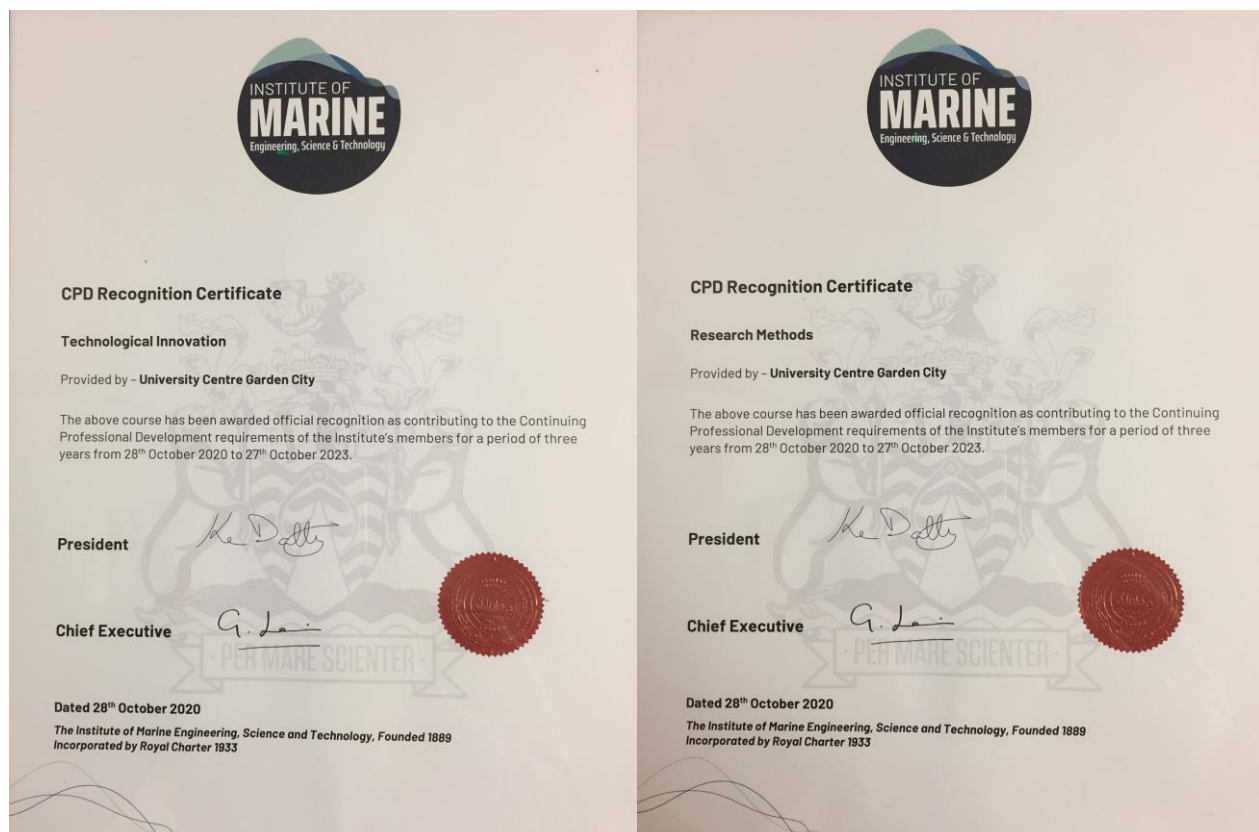 INSTITUTE OF
MARINE
Engineering, Science & Technology
CPD Recognition Certificate
Technological Innovation
Provided by – University Centre Garden City
The above course has been awarded official recognition as contributing to the Continuing
Professional Development requirements of the Institute's members for a period of three
years from 28th October 2020 to 27th October 2023.
President
Chief Executive G.
· PER MARE SCIENTER ·
Dated 28th October 2020
The Institute of Marine Engineering, Science and Technology, Founded 1889
Incorporated by Royal Charter 1933
INSTITUTE OF
MARINE
Engineering, Science & Technology
CPD Recognition Certificate
Research Methods
Provided by – University Centre Garden City
The above course has been awarded official recognition as contributing to the Continuing
Professional Development requirements of the Institute's members for a period of three
years from 28th October 2020 to 27th October 2023.
President
Chief Executive G.
· PER MARE SCIENTER ·
Dated 28th October 2020
The Institute of Marine Engineering, Science and Technology, Founded 1889
Incorporated by Royal Charter 1933